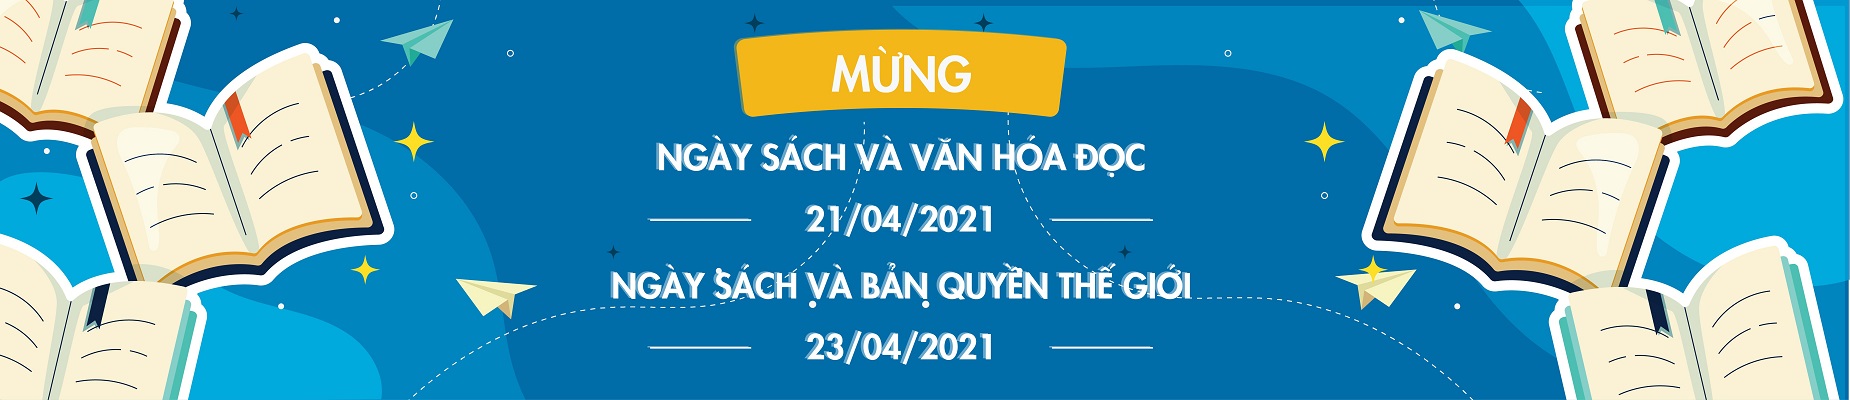 MỪNG
NGÀY SÁCH VÀ VĂN HÓA ĐỌC
21/04/2021
NGÀY SÁCH VÀ BẢN QUYỀN THẾ GIỚI
23/04/2021